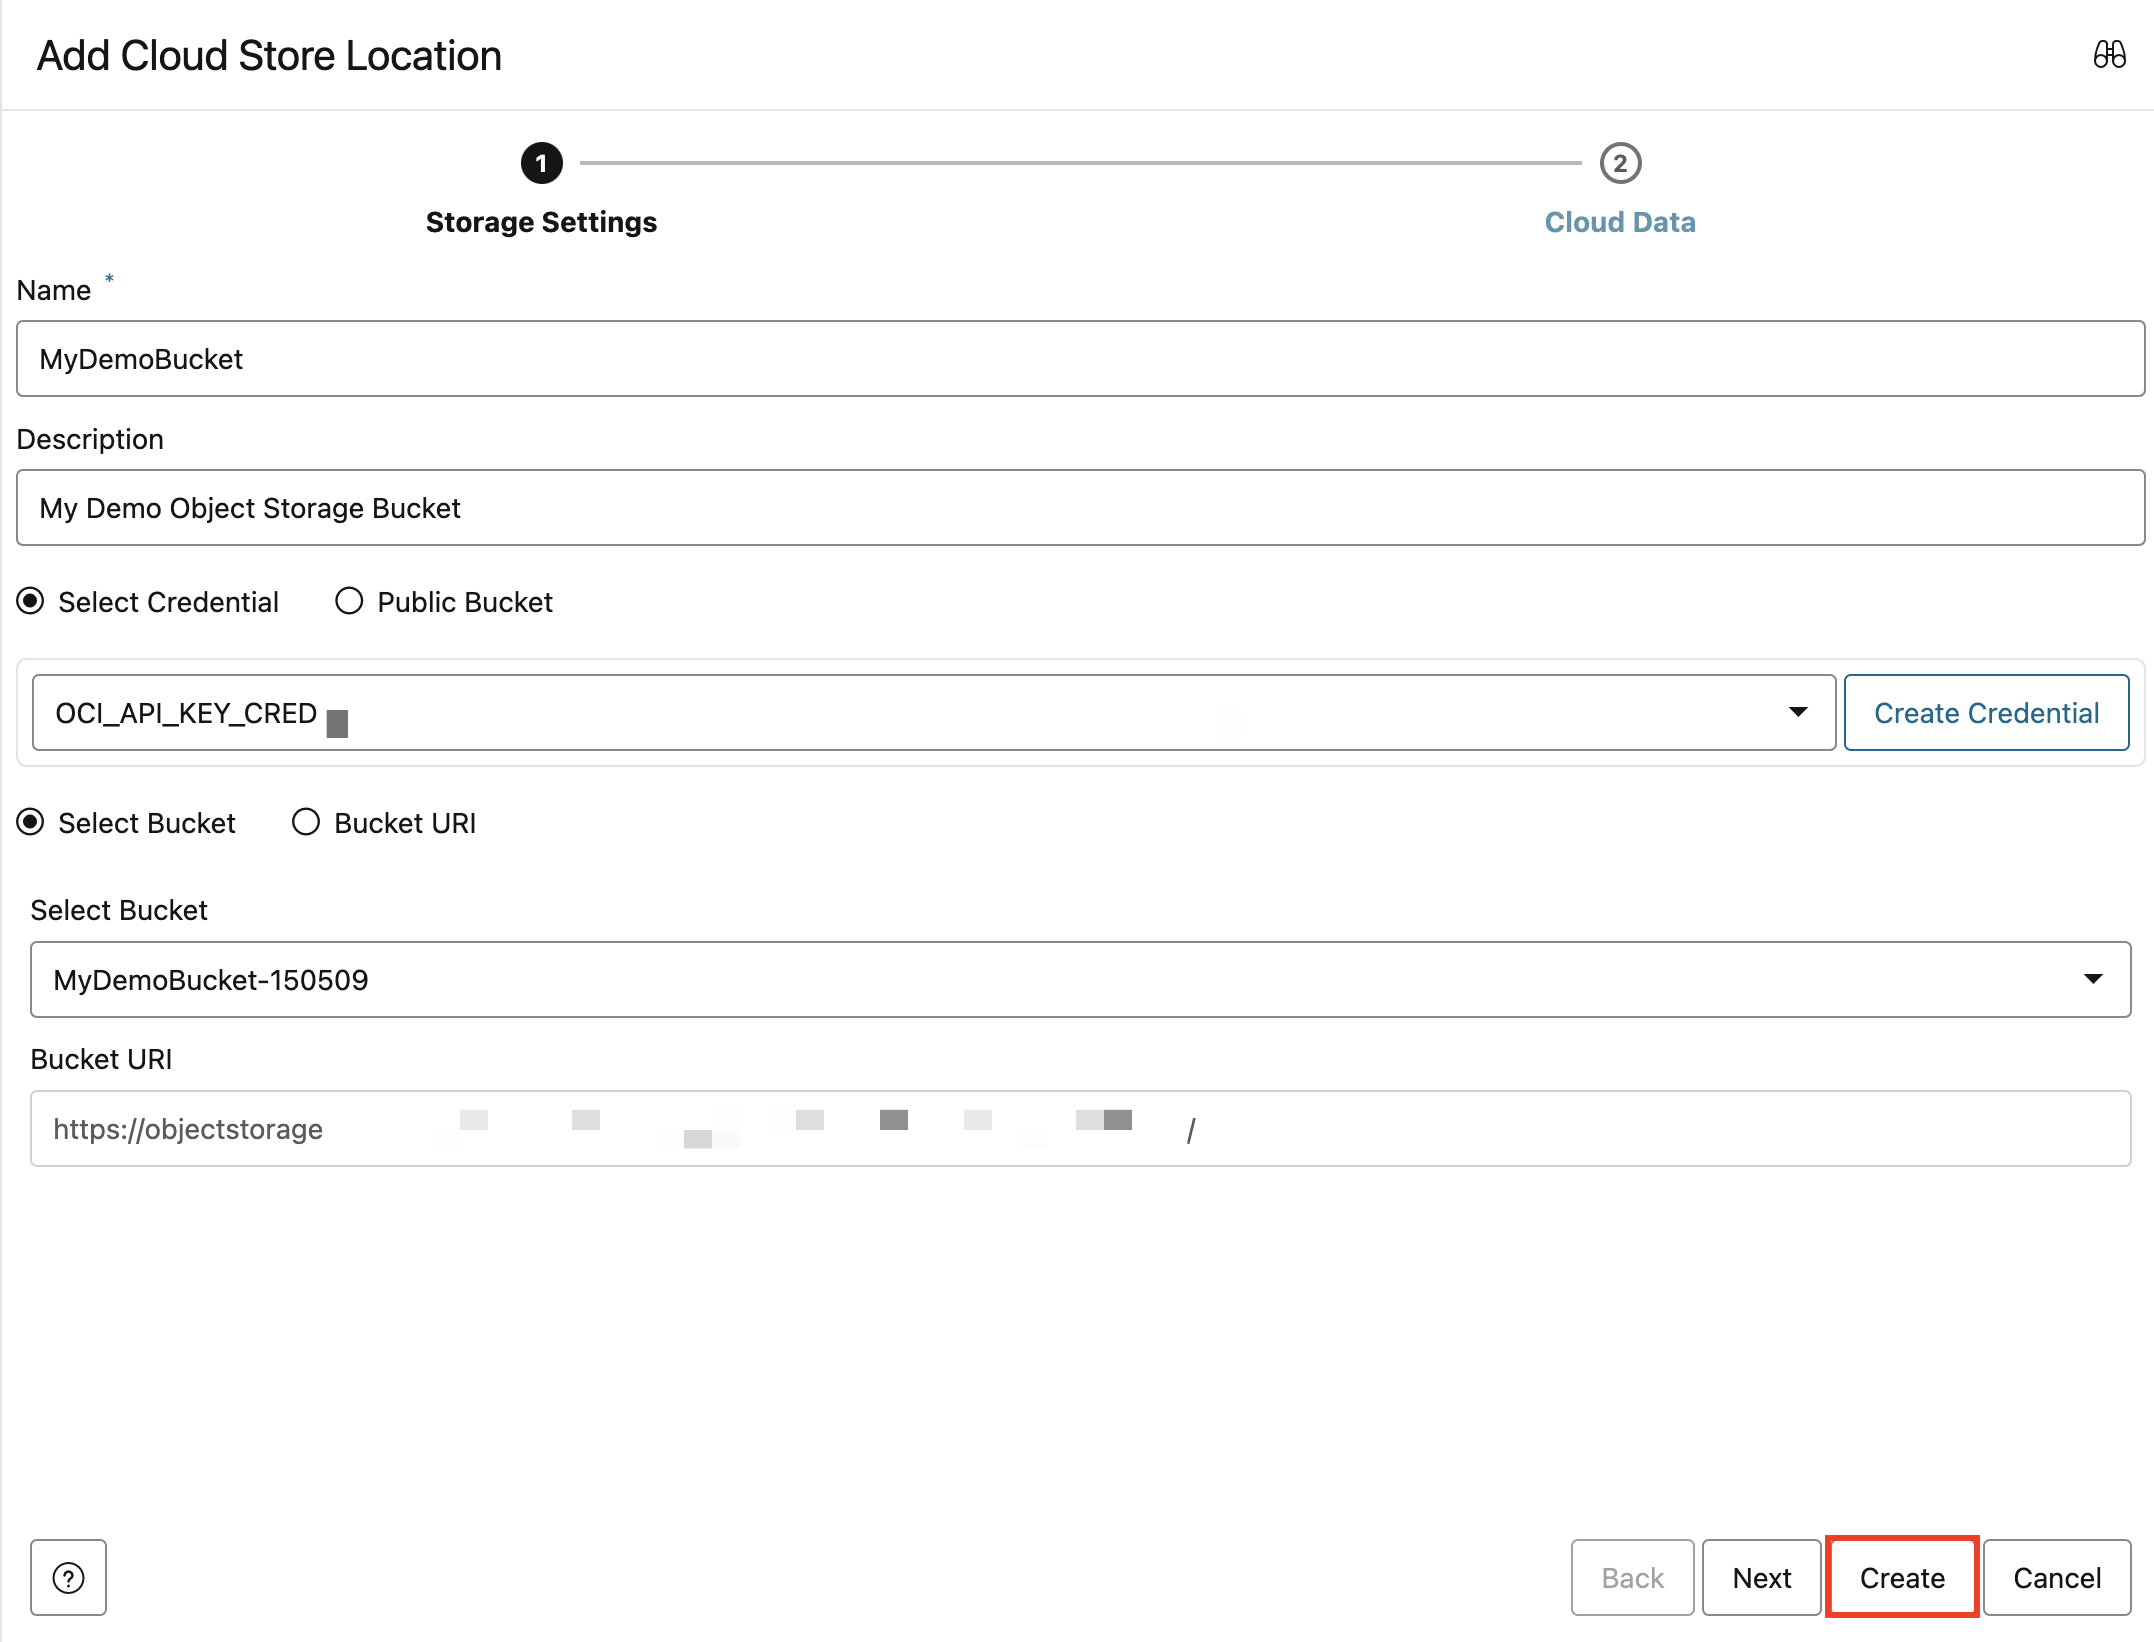 Add Cloud Store Location
1
2
Storage Settings
Cloud Data
Name *
MyDemoBucket
Description
My Demo Object Storage Bucket
Select Credential
Public Bucket
OCI_API_KEY_CRED
Create Credential
Select Bucket
Bucket URI
Select Bucket
MyDemoBucket-150509
Bucket URI
https://objectstorage /
?
Back
Next
Create
Cancel